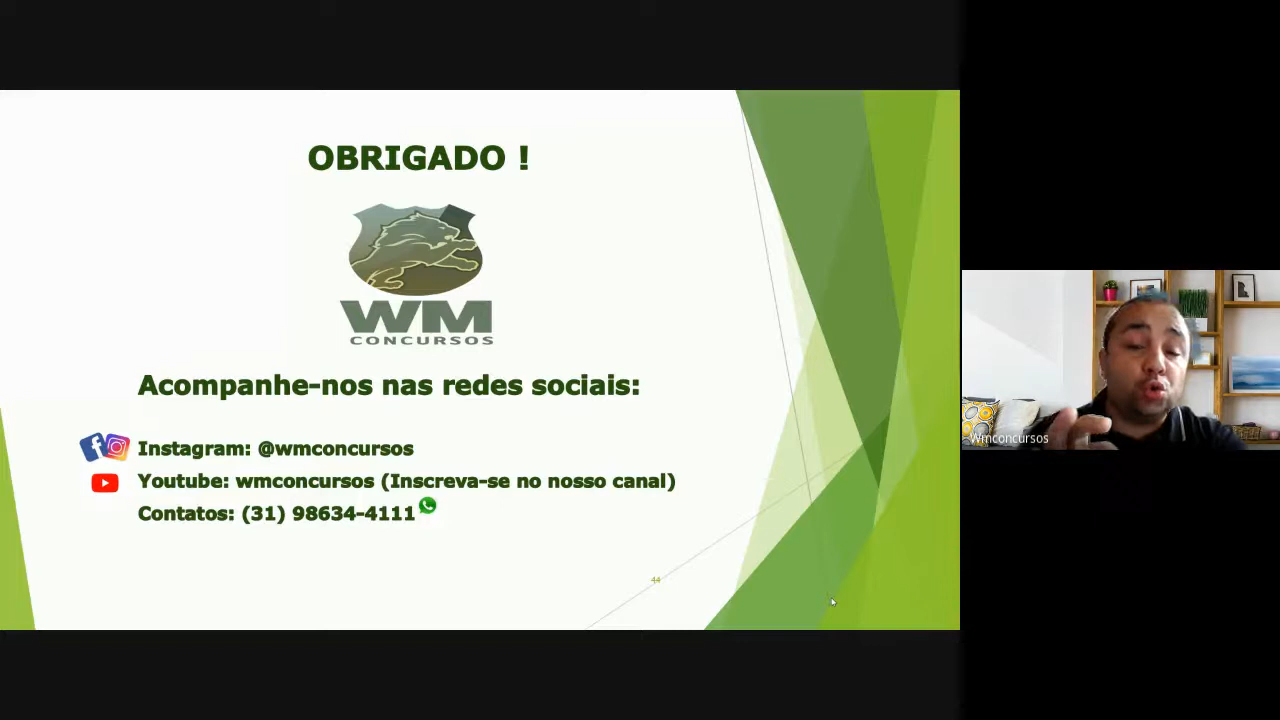 OBRIGADO !
WM
CONCURSOS
Acompanhe-nos nas redes sociais:
Instagram: @wmconcursos
Youtube: wmconcursos (Inscreva-se no nosso canal)
Contatos: (31) 98634-4111
44
Wmconcursos